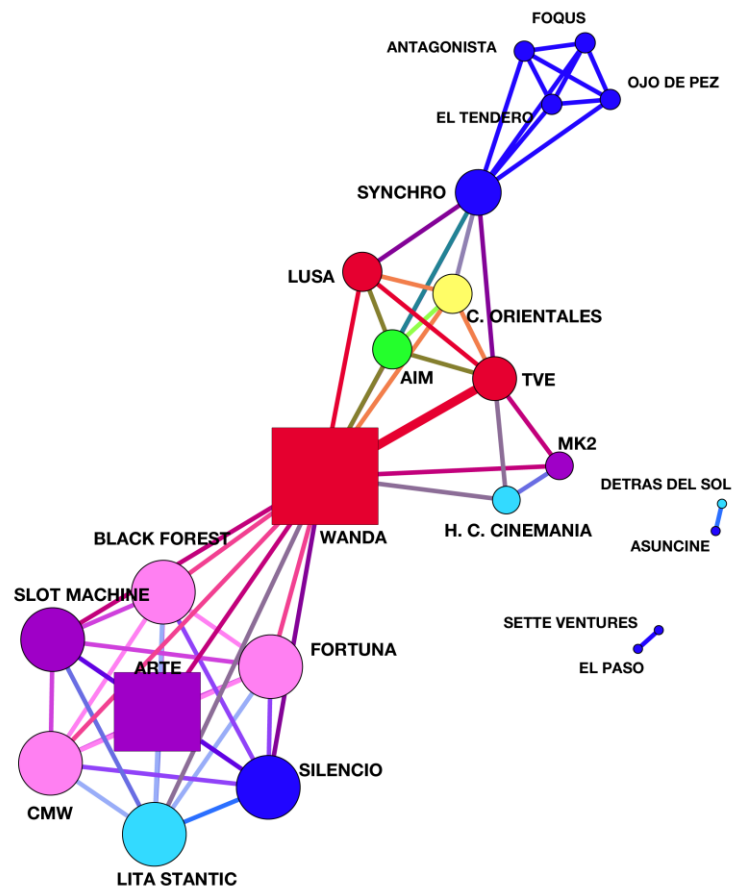 FOQUS
ANTAGONISTA
OJO DE PEZ
EL TENDERO
SYNCHRO
LUSA
C. ORIENTALES
AIM
TVE
MK2
DETRAS DEL SOL
H. C. CINEMANIA
WANDA
BLACK FOREST
ASUNCINE
SLOT MACHINE
SETTE VENTURES
FORTUNA
ARTE
EL PASO
SILENCIO
CMW
LITA STANTIC